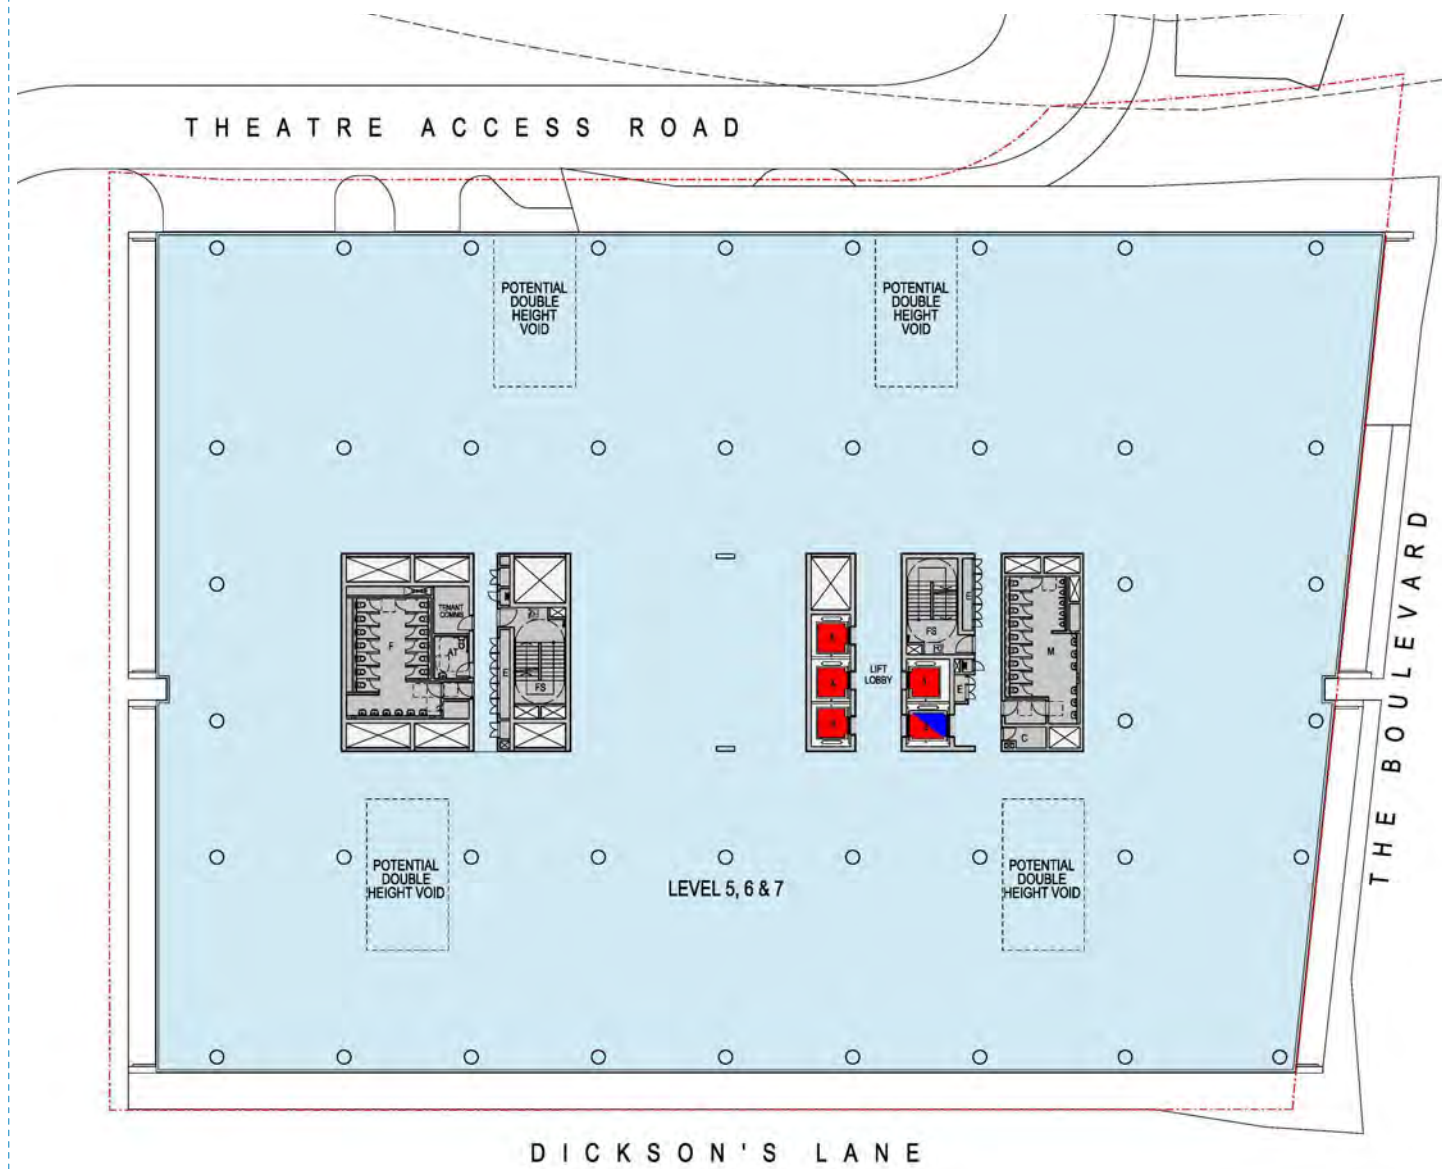 THEATRE ACCESS ROAD
POTENTIAL
DOUBLE
HEIGHT
VOID
POTENTIAL
DOUBLE
HEIGHT
VOID
THE BOULEVARD
TENANT
COMMS
F
AT
E
FS
LIFT
LOBBY
FS
E
E
M
C
POTENTIAL
DOUBLE
HEIGHT VOID
LEVEL 5, 6 & 7
POTENTIAL
DOUBLE
HEIGHT VOID
DICKSON'S LANE